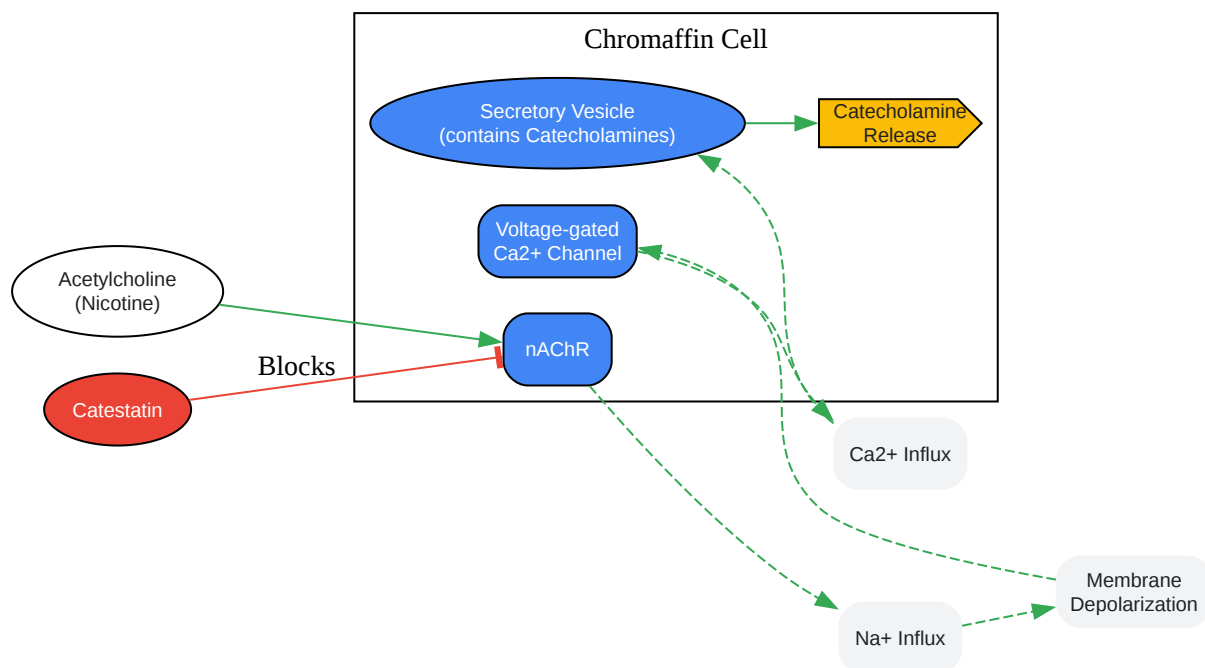 Chromaffin Cell
Secretory Vesicle
(contains Catecholamines)
Catecholamine
Release
Voltage-gated
Ca2+ Channel
Acetylcholine
(Nicotine)
nAChR
Blocks
Catestatin
Ca2+ Influx
Membrane
Depolarization
Na+ Influx